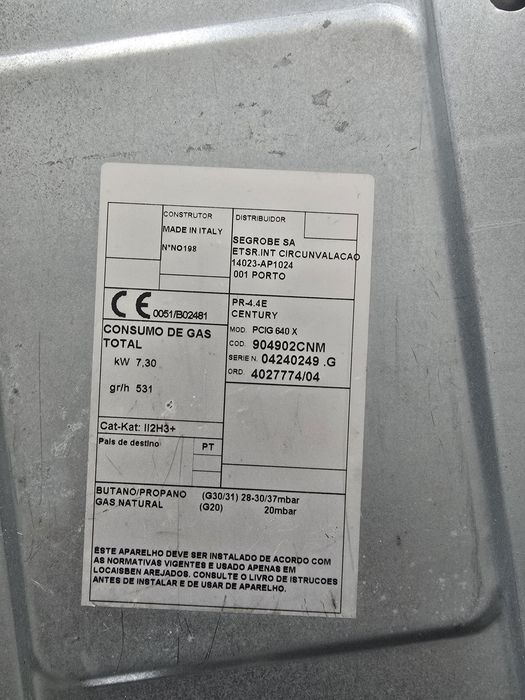 CONSTRUTOR
MADE IN ITALY
N°NO198
DISTRIBUIDOR
SEGROBE SA
ETSR.INT CIRCUNVALACAO
14023-AP1024
001 PORTO
CE 0051/B02481
PR-4.4E
CENTURY
MOD. PCIG 640 X
COD. 904902CNM
SERIE N. 04240249 .G
ORD. 4027774/04
CONSUMO DE GAS
TOTAL
kW 7,30
gr/h 531
Cat-Kat: II2H3+
Pais de destino PT
BUTANO/PROPANO (G30/31) 28-30/37mbar
GAS NATURAL (G20) 20mbar
ESTE APARELHO DEVE SER INSTALADO DE ACORDO COM
AS NORMATIVAS VIGENTES E USADO APENAS EM
LOCAISBEN AREJADOS. CONSULTE O LIVRO DE ISTRUCOES
ANTES DE INSTALAR E DE USAR DE APARELHO.